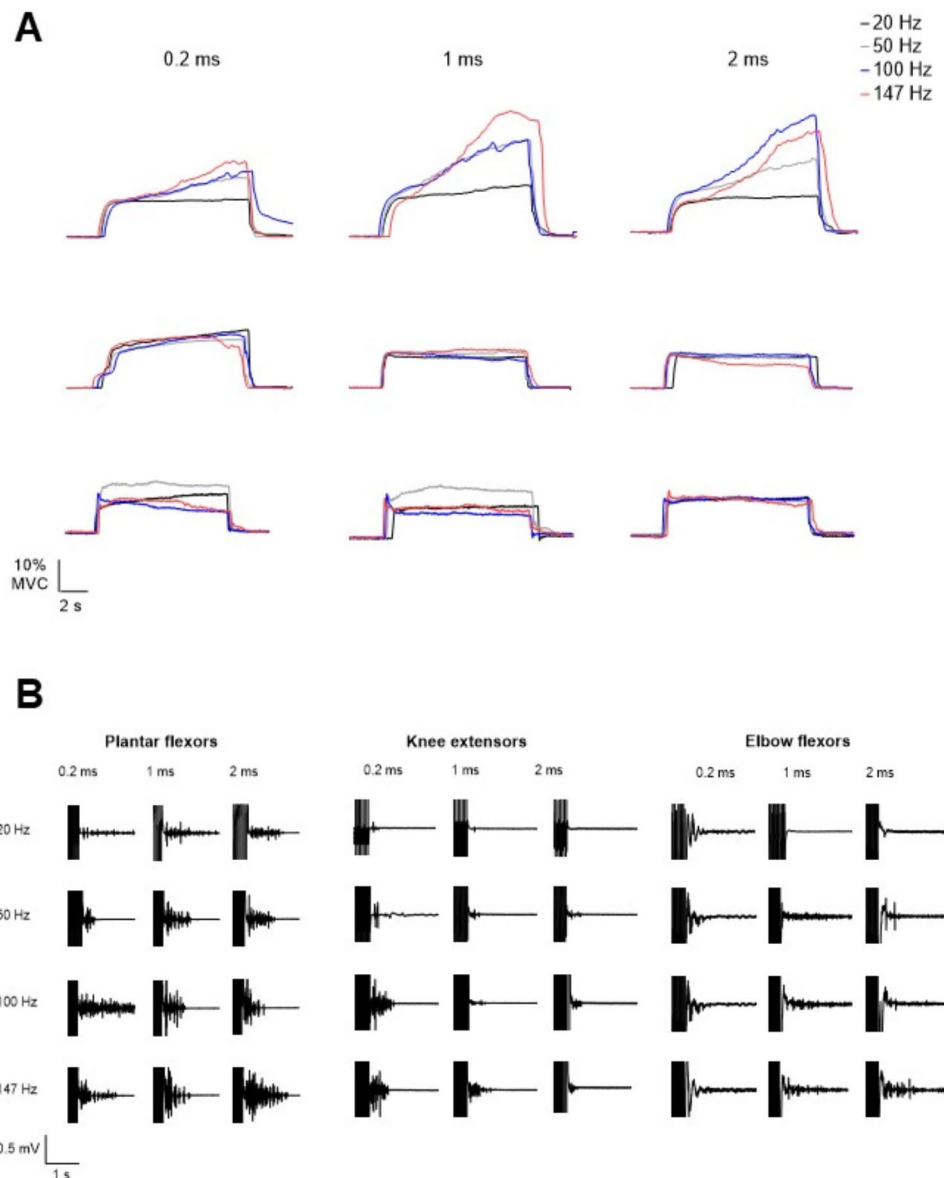 A
0.2 ms 1 ms 2 ms
20 Hz
50 Hz
100 Hz
147 Hz
10%
MVC
2 s
B
Plantar flexors Knee extensors Elbow flexors
0.2 ms 1 ms 2 ms 0.2 ms 1 ms 2 ms 0.2 ms 1 ms 2 ms
20 Hz
50 Hz
100 Hz
147 Hz
0.5 mV
1 s